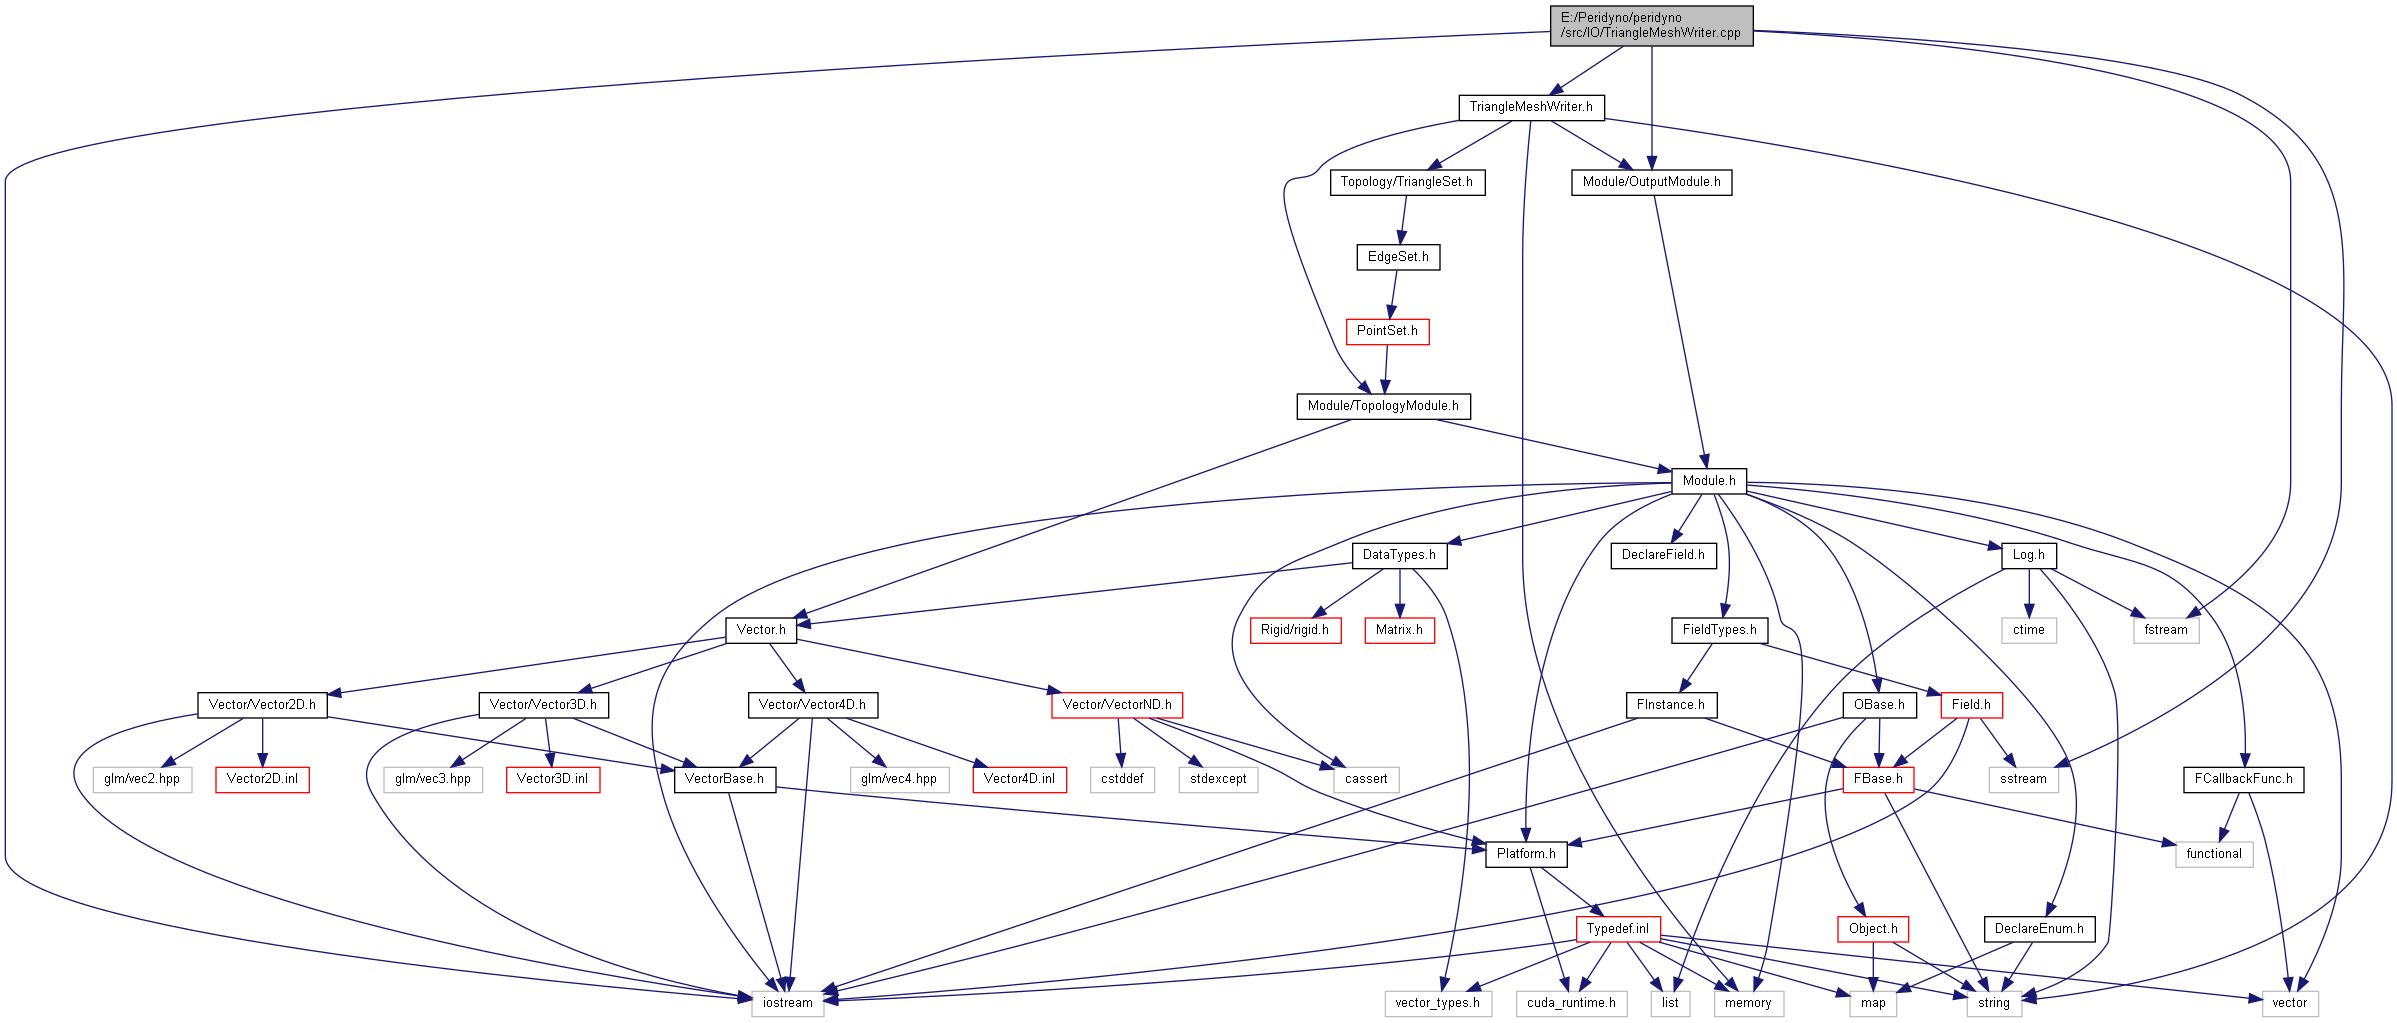 E:/Peridyno/peridyno
/src/IO/TriangleMeshWriter.cpp
TriangleMeshWriter.h
Topology/TriangleSet.h
Module/OutputModule.h
EdgeSet.h
PointSet.h
Module/TopologyModule.h
Module.h
DataTypes.h
DeclareField.h
Log.h
Vector.h
Rigid/rigid.h
Matrix.h
FieldTypes.h
ctime
fstream
Vector/Vector2D.h
Vector/Vector3D.h
Vector/Vector4D.h
Vector/VectorND.h
FInstance.h
OBase.h
Field.h
glm/vec2.hpp
Vector2D.inl
glm/vec3.hpp
Vector3D.inl
VectorBase.h
glm/vec4.hpp
Vector4D.inl
cstddef
stdexcept
cassert
FBase.h
sstream
FCallbackFunc.h
Platform.h
functional
Typedef.inl
Object.h
DeclareEnum.h
iostream
vector_types.h
cuda_runtime.h
list
memory
map
string
vector